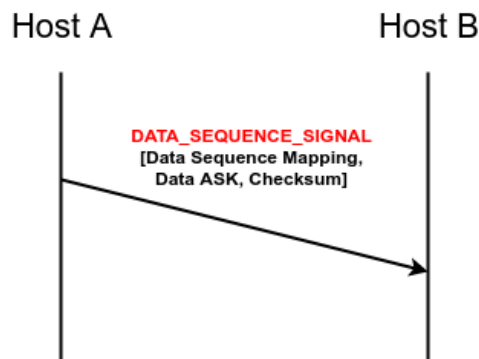 Host A
Host B
DATA_SEQUENCE_SIGNAL
[Data Sequence Mapping,
Data ASK, Checksum]